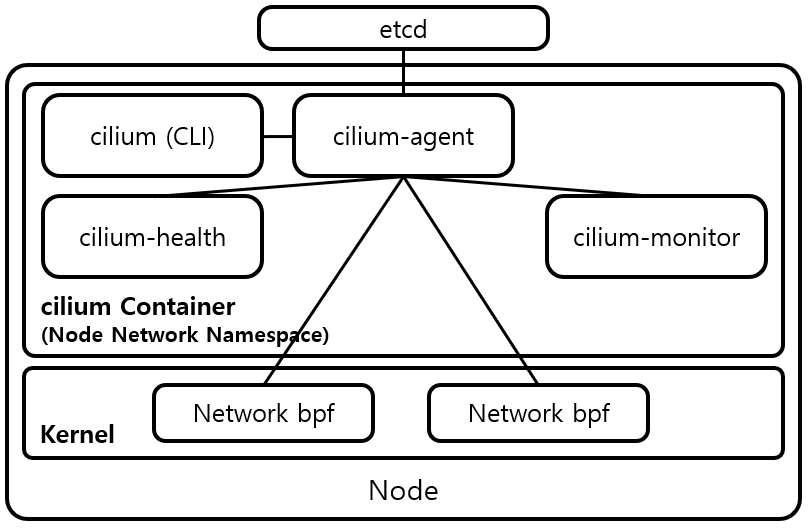 etcd
cilium (CLI)
cilium-agent
cilium-health
cilium-monitor
cilium Container
(Node Network Namespace)
Network bpf
Network bpf
Kernel
Node